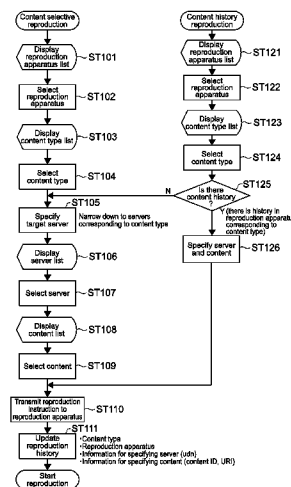 Content selective
reproduction
Display
reproduction
apparatus list
ST101
Select
reproduction
apparatus
ST102
Display
content type list
ST103
Select
content type
ST104
ST105
Specify
target server
Narrow down to servers
corresponding to content type
Display
server list
ST106
Select server
ST107
Display
content list
ST108
Select content
ST109
Transmit reproduction
instruction to
reproduction apparatus
ST110
ST111
Update
reproduction
history
・Content type
・Reproduction apparatus
・Information for specifying server (udn)
・Information for specifying content (content ID, URI)
Start
reproduction
Content history
reproduction
Display
reproduction
apparatus list
ST121
Select
reproduction
apparatus
ST122
Display
content type list
ST123
Select
content type
ST124
ST125
Is there
content history
?
N
Y (there is history in
reproduction apparatus
corresponding to
content type)
Specify server
and content
ST126